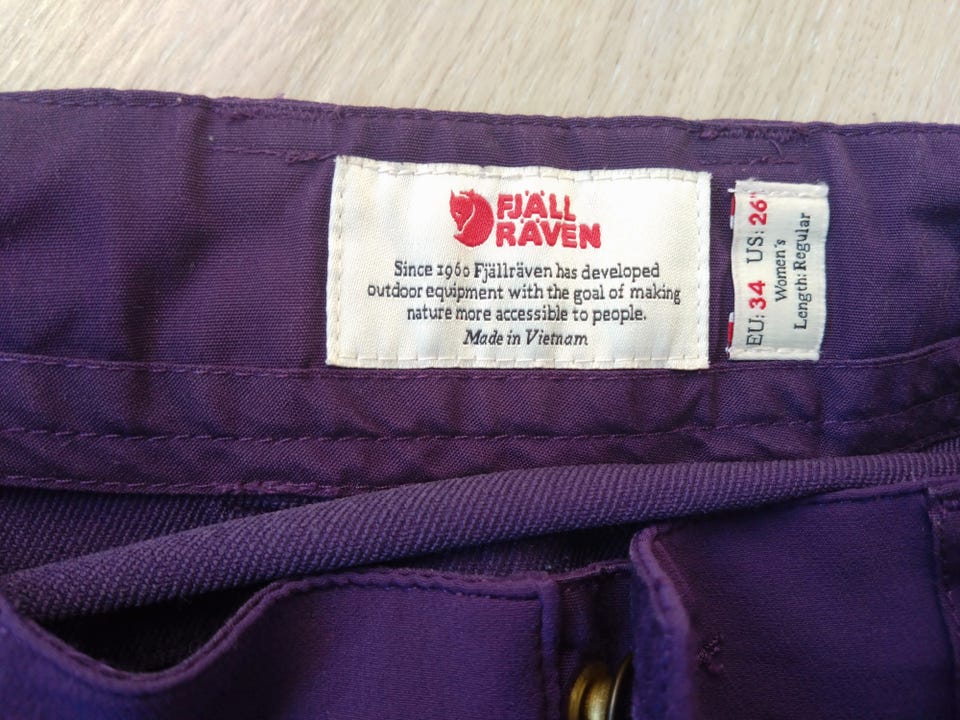 FJÄLL
RÄVEN
Since 1960 Fjällräven has developed
outdoor equipment with the goal of making
nature more accessible to people.
Made in Vietnam
EU: 34 US: 26"
Women's
Length: Regular